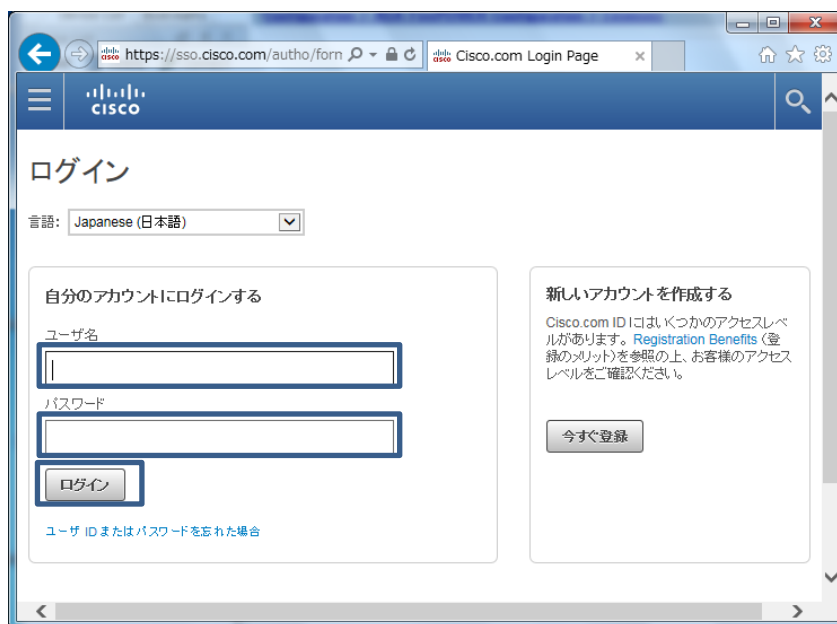 https://sso.cisco.com/autho/forn
Cisco.com Login Page
CISCO
ログイン
言語: Japanese (日本語)
自分のアカウントにログインする
ユーザ名
パスワード
ログイン
ユーザ ID またはパスワードを忘れた場合
新しいアカウントを作成する
Cisco.com ID にはいくつかのアクセスレベ
ルがあります。Registration Benefits (登
録のメリット)を参照の上、お客様のアクセス
レベルをご確認ください。
今すぐ登録